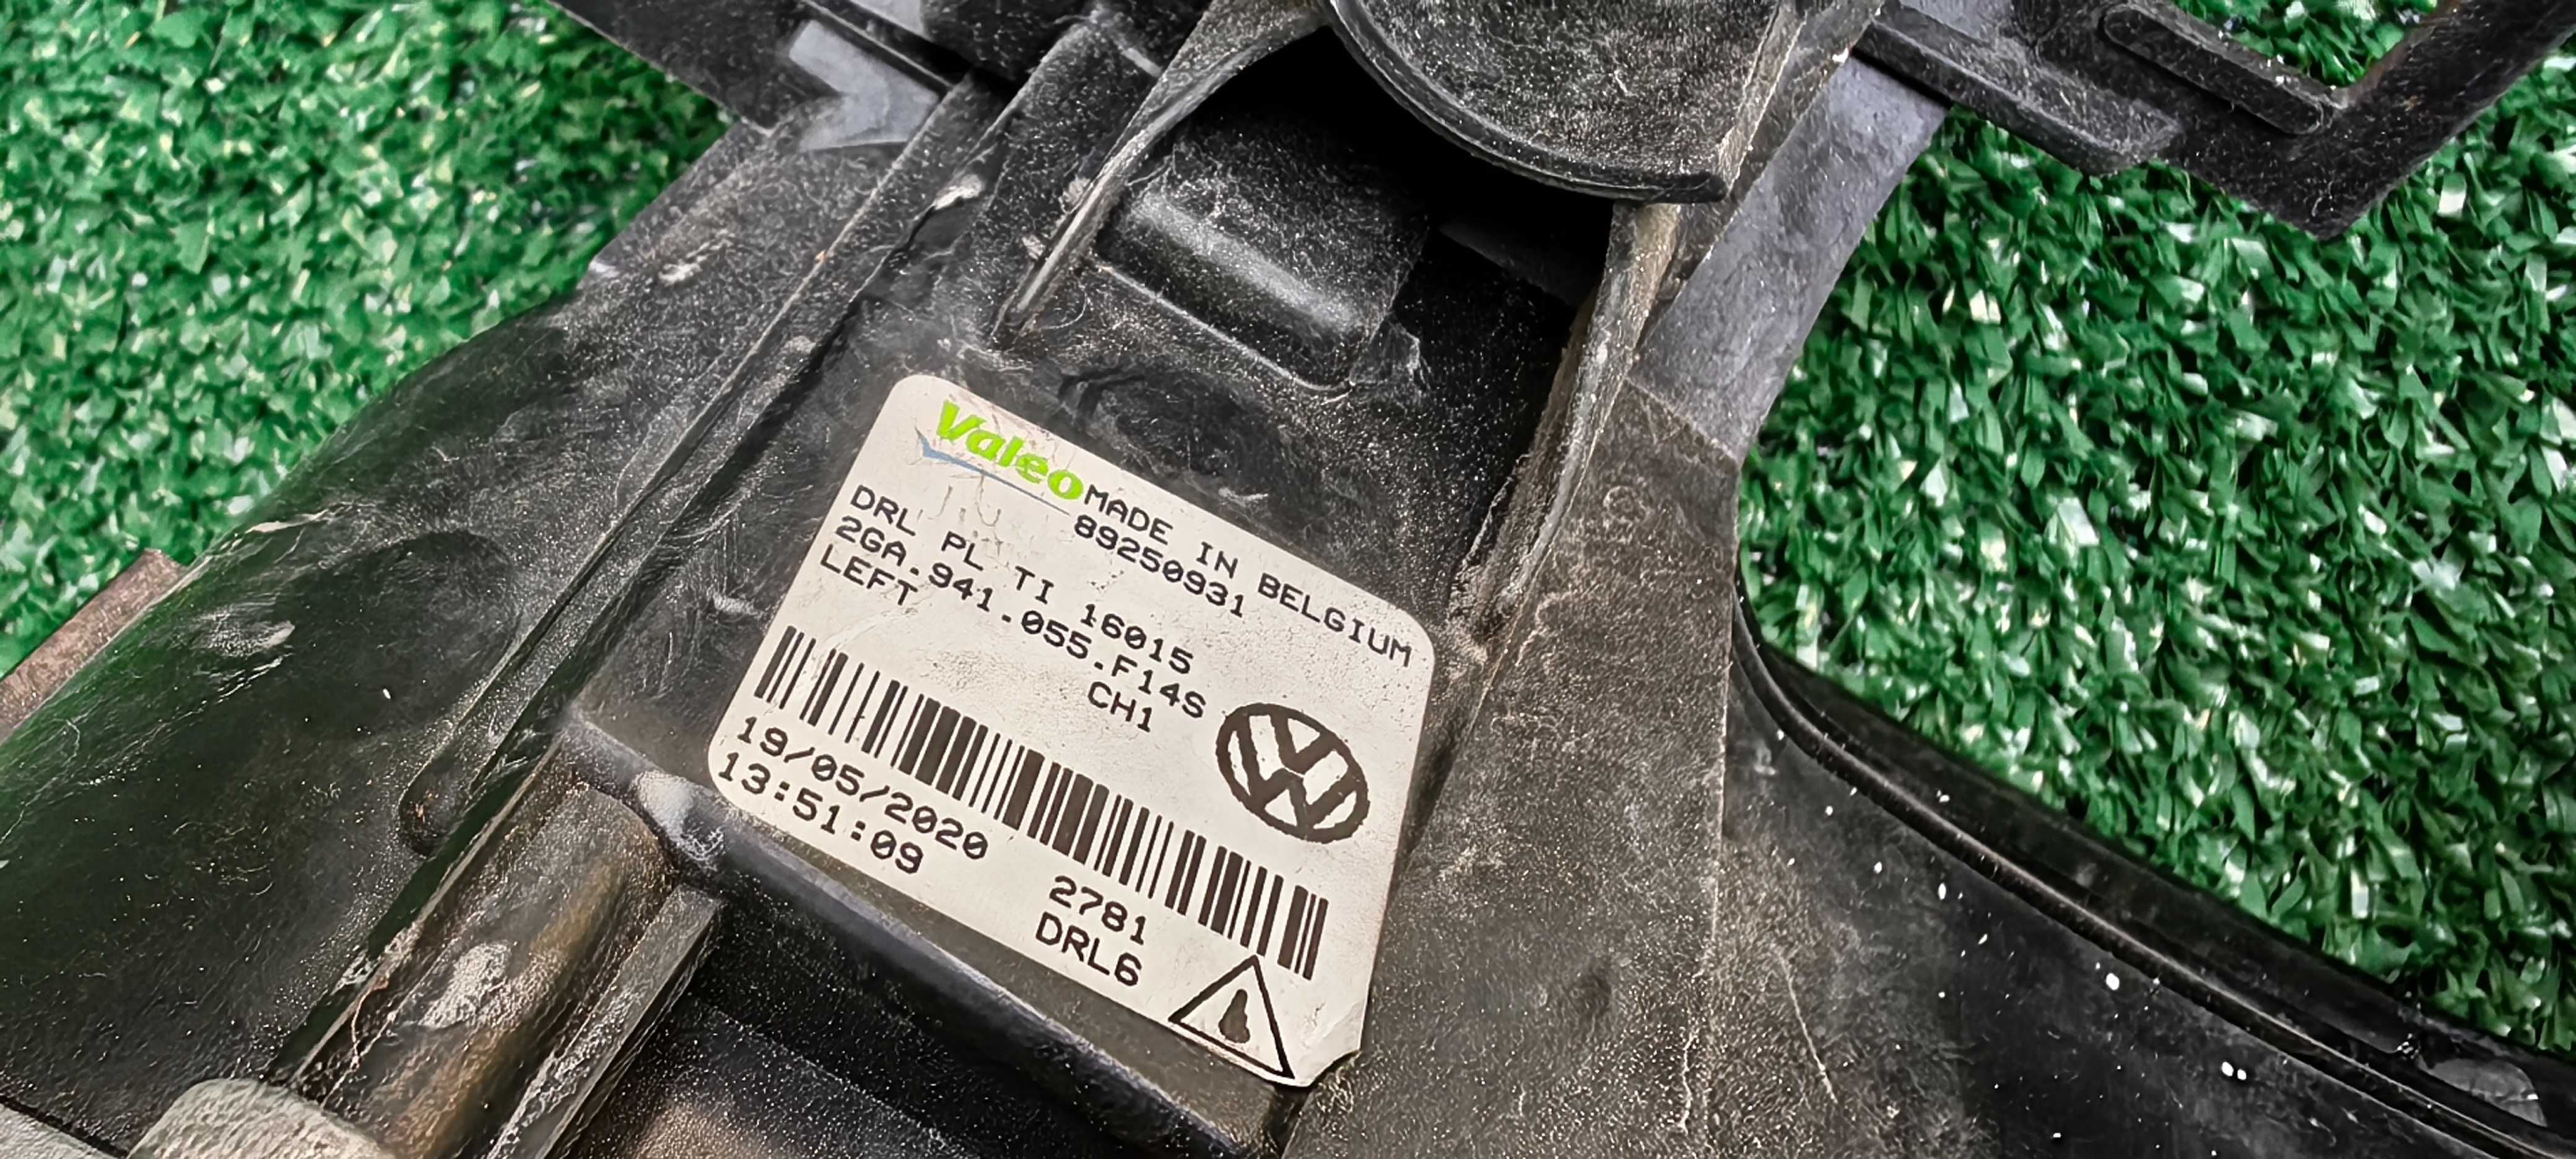 Valeo MADE IN BELGIUM
89250931
DRL PL TI 16015
2GA.941.055.F14S
LEFT CH1
19/05/2020 2781
13:51:09 DRL6